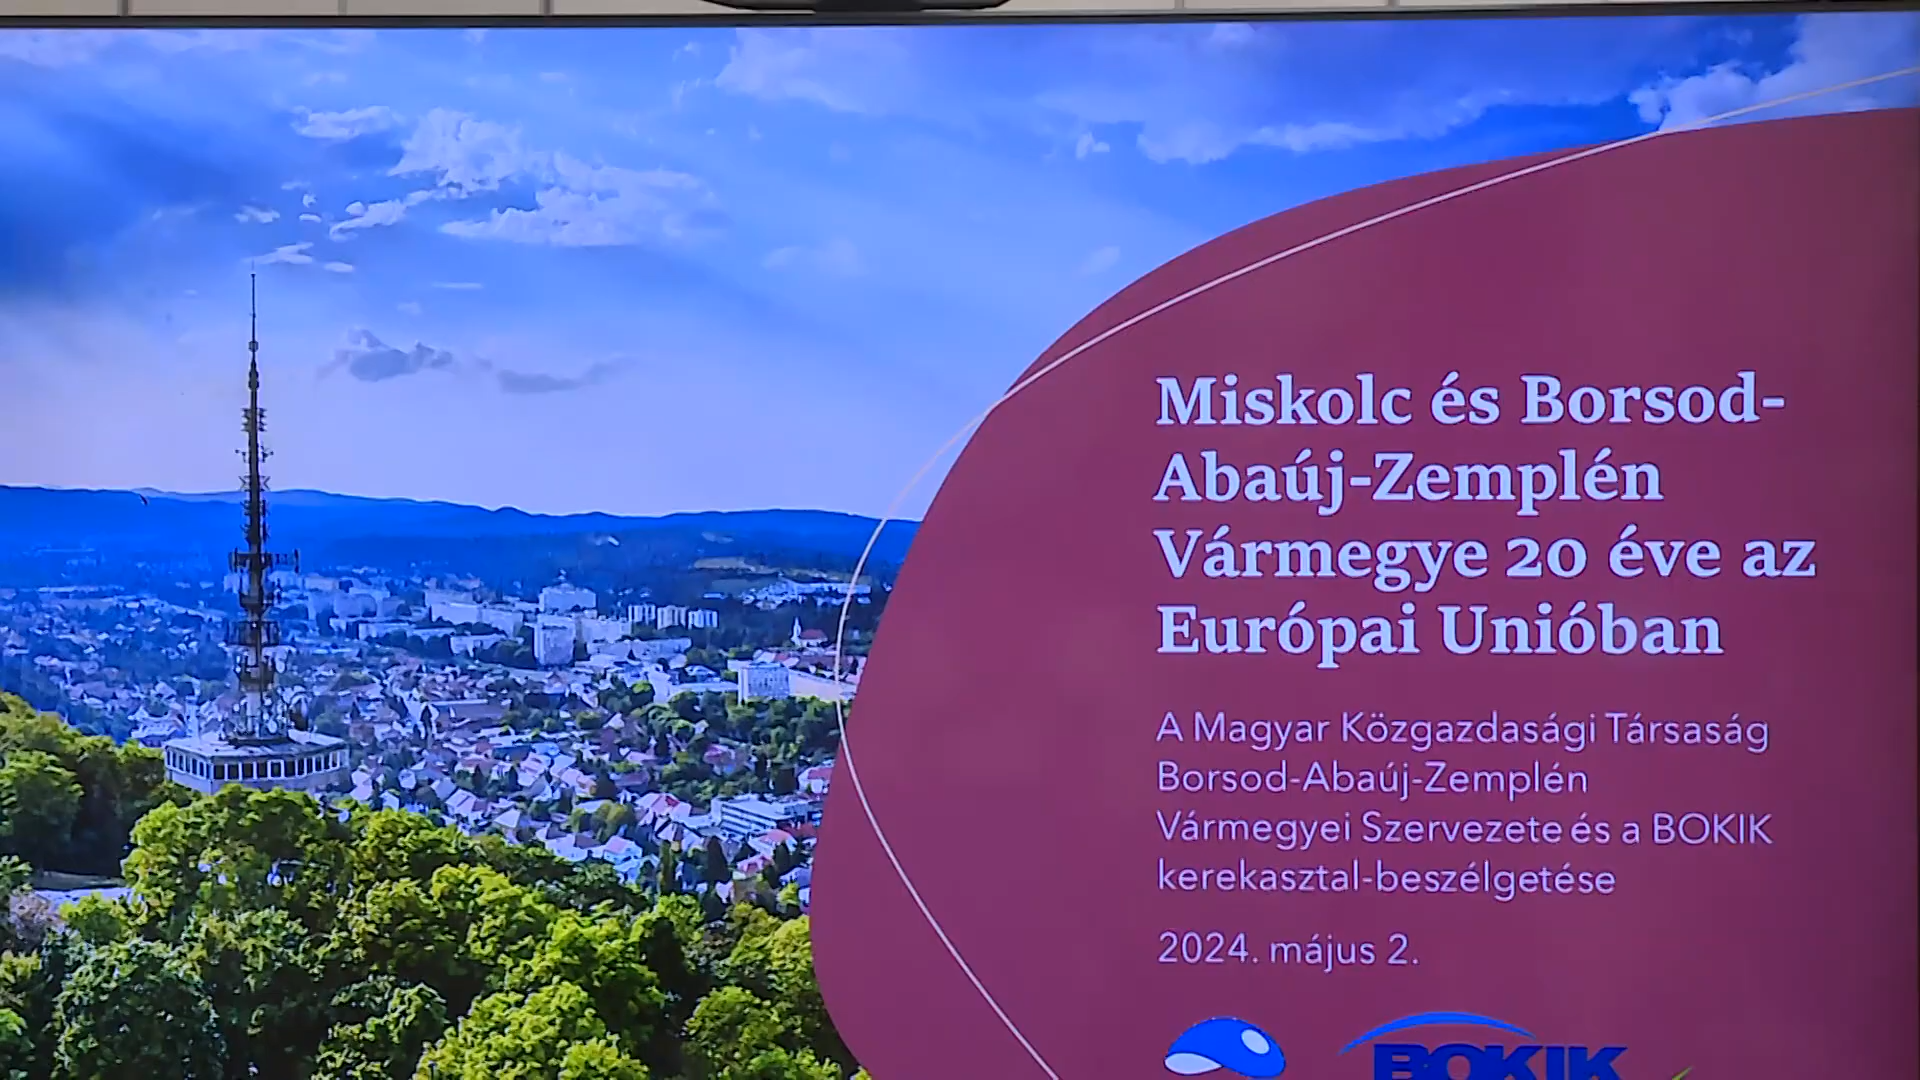 Miskolc és Borsod-
Abaúj-Zemplén
Vármegye 20 éve az
Európai Unióban
A Magyar Közgazdasági Társaság
Borsod-Abaúj-Zemplén
Vármegyei Szervezete és a BOKIK
kerekasztal-beszélgetése
2024. május 2.
BOKIK